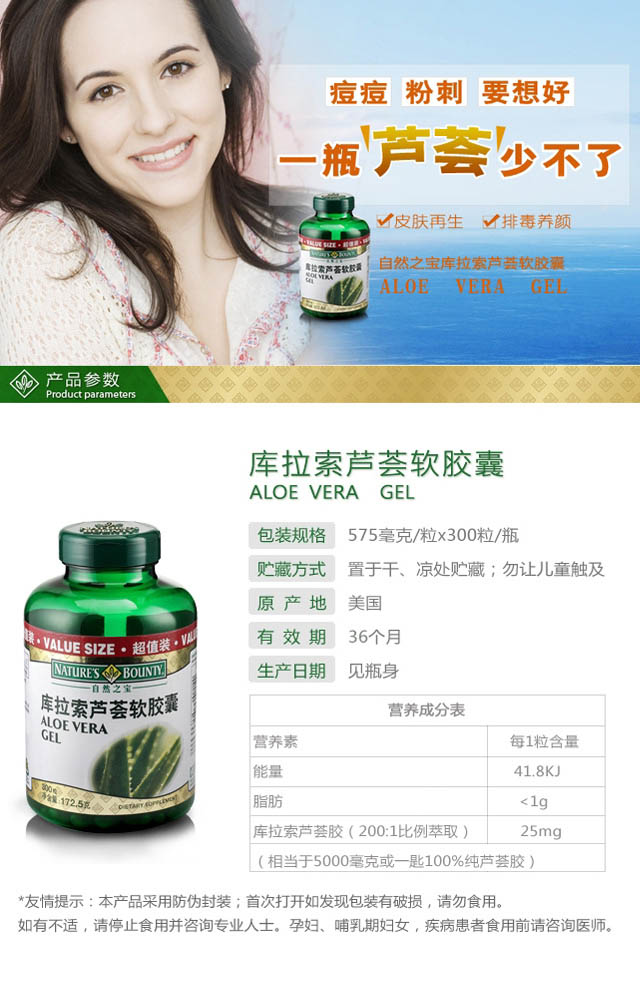 痘痘 粉刺 要想好
一瓶'芦荟'少不了
皮肤再生 排毒养颜
自然之宝库拉索芦荟软胶囊
ALOE VERA GEL
VALUE SIZE · 超值装
NATURE'S BOUNTY
库拉索芦荟软胶囊
ALOE VERA
GEL
产品参数
Product parameters
库拉索芦荟软胶囊
ALOE VERA GEL
包装规格 575毫克/粒x300粒/瓶
贮藏方式 置于干、凉处贮藏；勿让儿童触及
原产地 美国
有效期 36个月
生产日期 见瓶身
VALUE SIZE · 超值装 ·
NATURE'S BOUNTY
自然之宝
库拉索芦荟软胶囊
ALOE VERA
GEL
300粒
净含量:172.5克
DIETARY SUPPLEMENT
营养成分表
营养素 每1粒含量
能量 41.8KJ
脂肪 <1g
库拉索芦荟胶（200:1比例萃取） 25mg
（相当于5000毫克或一匙100%纯芦荟胶）
*友情提示：本产品采用防伪封装；首次打开如发现包装有破损，请勿食用。
如有不适，请停止食用并咨询专业人士。孕妇、哺乳期妇女，疾病患者食用前请咨询医师。